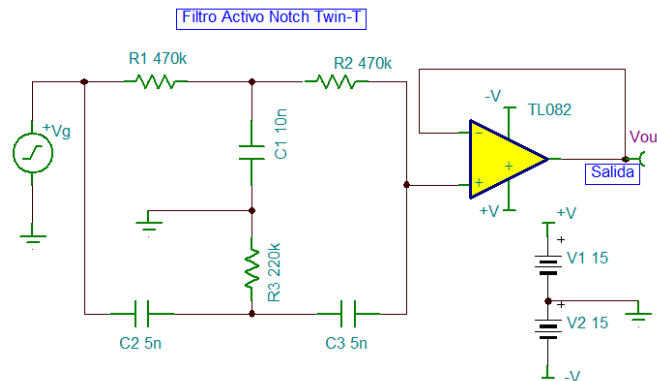 Filtro Activo Notch Twin-T
R1 470k
R2 470k
-V
TL082
+
Vg
C1 10n
−
+
+
Vou
Salida
+V
+V
+
V1 15
R3 220k
+
V2 15
C2 5n
C3 5n
-V